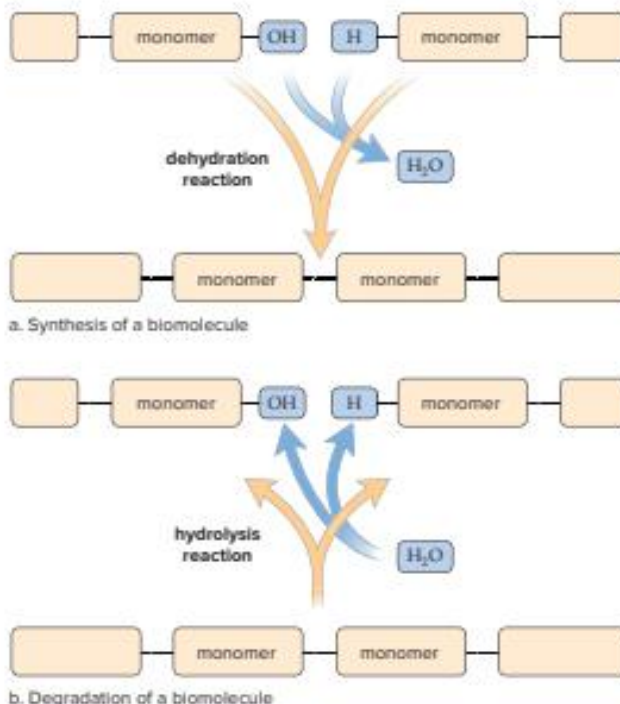 monomer OH H monomer
dehydration
reaction
H₂O
monomer monomer
a. Synthesis of a biomolecule
monomer OH H monomer
hydrolysis
reaction
H₂O
monomer monomer
b. Degradation of a biomolecule